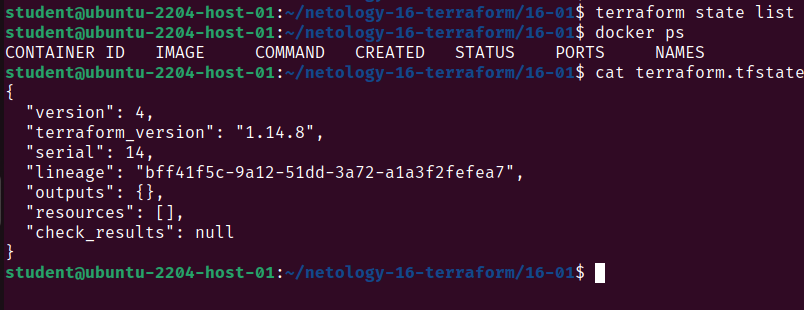 student@ubuntu-2204-host-01:~/netology-16-terraform/16-01$ terraform state list
student@ubuntu-2204-host-01:~/netology-16-terraform/16-01$ docker ps
CONTAINER ID   IMAGE     COMMAND   CREATED   STATUS    PORTS     NAMES
student@ubuntu-2204-host-01:~/netology-16-terraform/16-01$ cat terraform.tfstate
{
  "version": 4,
  "terraform_version": "1.14.8",
  "serial": 14,
  "lineage": "bff41f5c-9a12-51dd-3a72-a1a3f2fefea7",
  "outputs": {},
  "resources": [],
  "check_results": null
}
student@ubuntu-2204-host-01:~/netology-16-terraform/16-01$